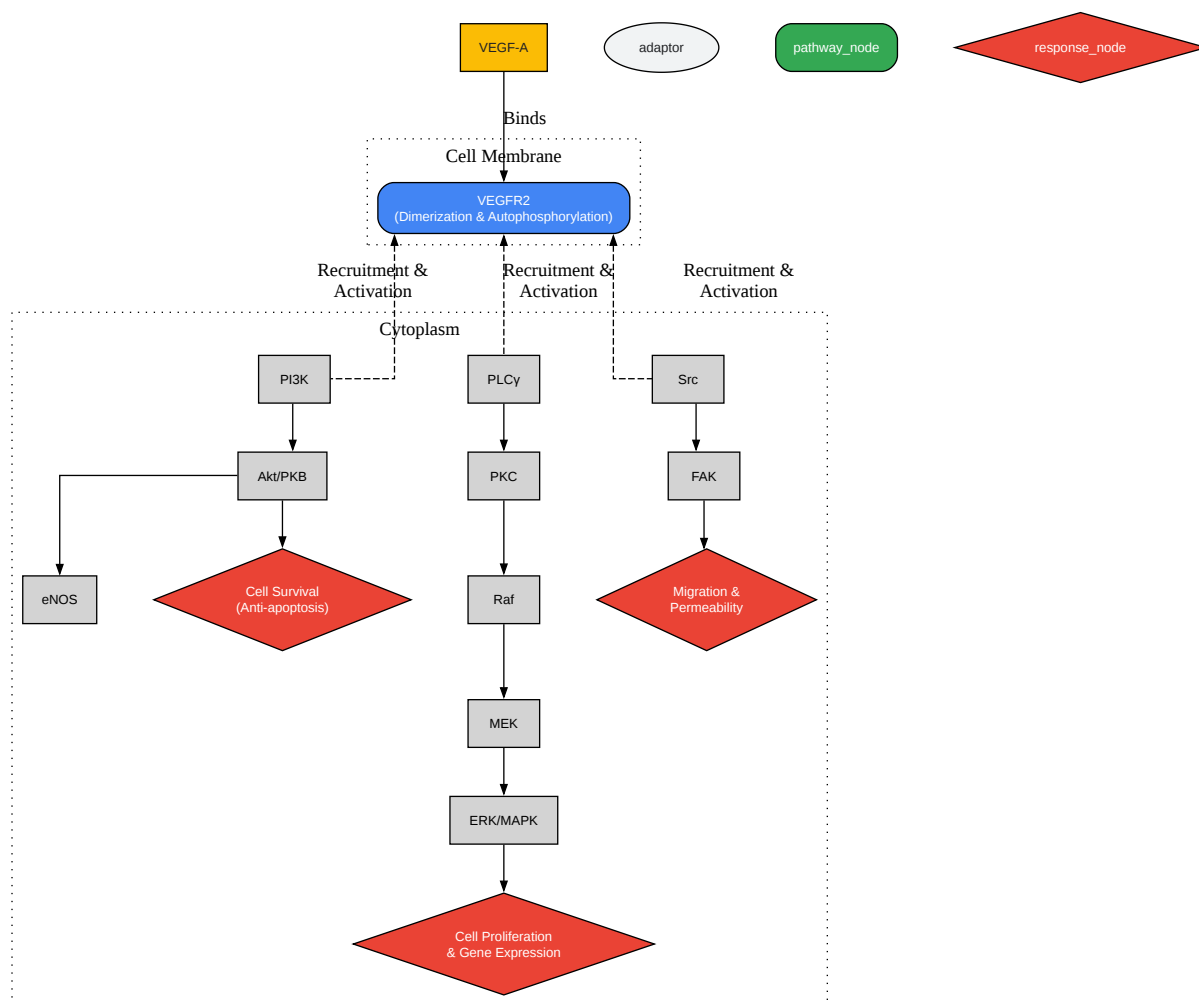 VEGF-A
adaptor
pathway_node
response_node
Binds
Cell Membrane
VEGFR2
(Dimerization & Autophosphorylation)
Recruitment &
Activation
Recruitment &
Activation
Recruitment &
Activation
Cytoplasm
PI3K
PLCγ
Src
Akt/PKB
PKC
FAK
eNOS
Cell Survival
(Anti-apoptosis)
Raf
Migration &
Permeability
MEK
ERK/MAPK
Cell Proliferation
& Gene Expression